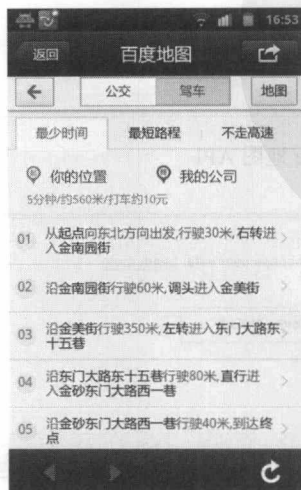 16:53
返回 百度地图
公交 驾车 地图
最少时间 最短路程 不走高速
你的位置 我的公司
5分钟/约560米/打车约10元
01 从起点向东北方向出发,行驶30米,右转进
入金南园街
02 沿金南园街行驶60米,调头进入金美街
03 沿金美街行驶350米,左转进入东门大路东
十五巷
04 沿东门大路东十五巷行驶80米,直行进
入金砂东门大路西一巷
05 沿金砂东门大路西一巷行驶40米,到达终
点